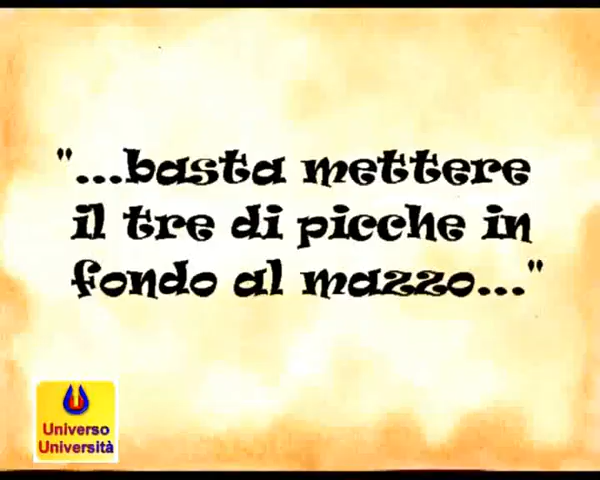 "...basta mettere
il tre di picche in
fondo al mazzo..."
Universo
Università